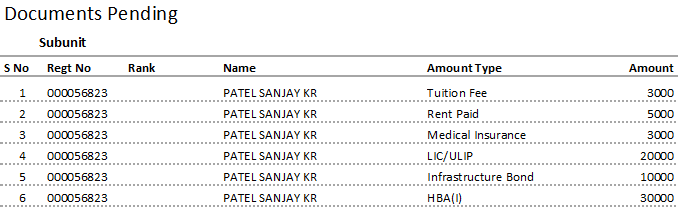 Documents Pending
Subunit
S No Regt No Rank Name Amount Type Amount
1 000056823 PATEL SANJAY KR Tuition Fee 3000
2 000056823 PATEL SANJAY KR Rent Paid 5000
3 000056823 PATEL SANJAY KR Medical Insurance 3000
4 000056823 PATEL SANJAY KR LIC/ULIP 20000
5 000056823 PATEL SANJAY KR Infrastructure Bond 10000
6 000056823 PATEL SANJAY KR HBA(I) 30000